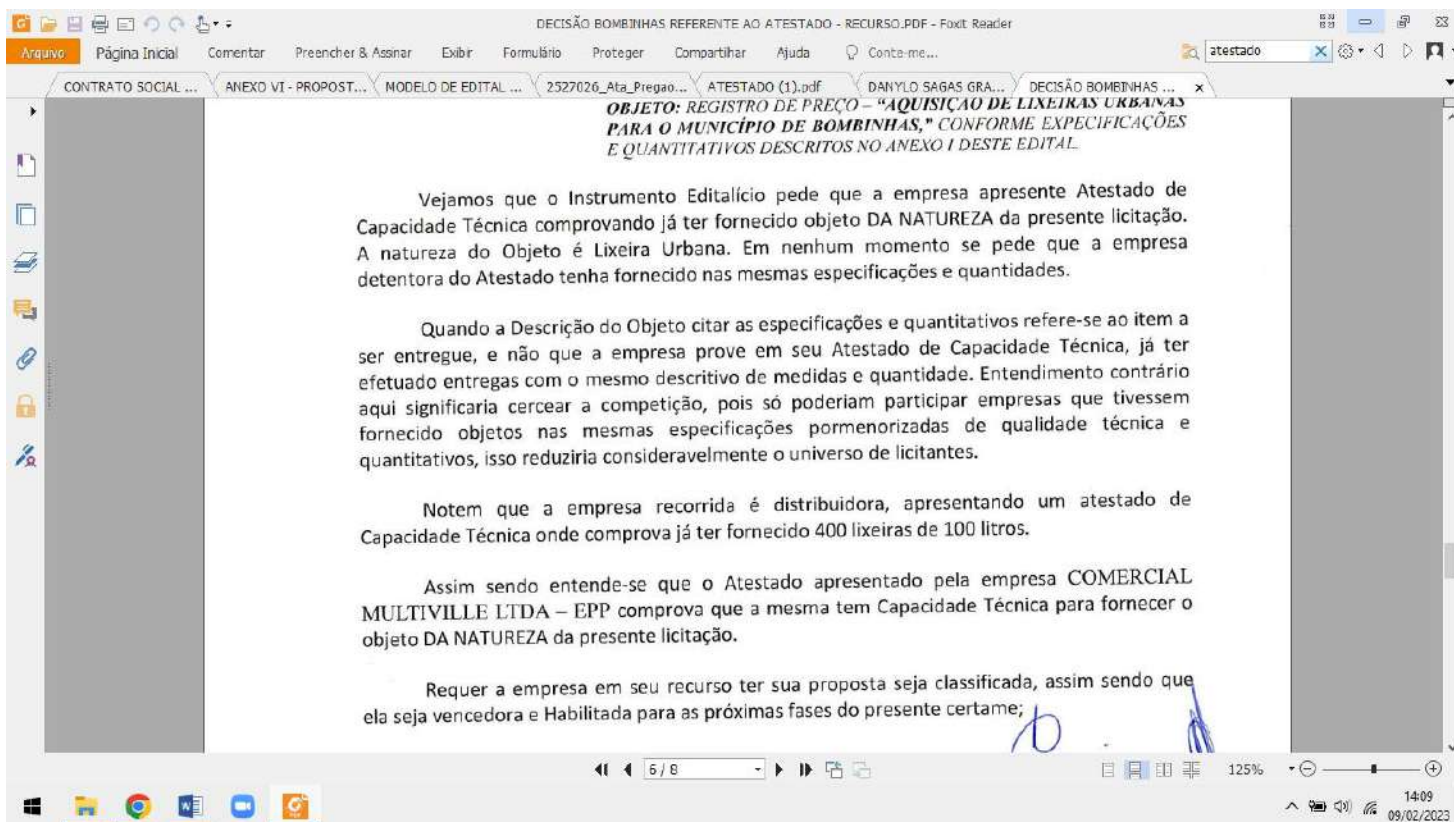 DECISÃO BOMBINHAS REFERENTE AO ATESTADO - RECURSO.PDF - Foxit Reader
Arquivo Página Inicial Comentar Preencher & Assinar Exibir Formulário Proteger Compartilhar Ajuda Conte-me... atestado
CONTRATO SOCIAL ... ANEXO VI - PROPOST... MODELO DE EDITAL ... 2527026_Ata_Pregao... ATESTADO (1).pdf DANYLO SAGAS GRA... DECISÃO BOMBINHAS ...
OBJETO: REGISTRO DE PREÇO – “AQUISIÇÃO DE LIXEIRAS URBANAS
PARA O MUNICÍPIO DE BOMBINHAS,” CONFORME EXPECIFICAÇÕES
E QUANTITATIVOS DESCRITOS NO ANEXO I DESTE EDITAL
Vejamos que o Instrumento Editalício pede que a empresa apresente Atestado de
Capacidade Técnica comprovando já ter fornecido objeto DA NATUREZA da presente licitação.
A natureza do Objeto é Lixeira Urbana. Em nenhum momento se pede que a empresa
detentora do Atestado tenha fornecido nas mesmas especificações e quantidades.
Quando a Descrição do Objeto citar as especificações e quantitativos refere-se ao item a
ser entregue, e não que a empresa prove em seu Atestado de Capacidade Técnica, já ter
efetuado entregas com o mesmo descritivo de medidas e quantidade. Entendimento contrário
aqui significaria cercear a competição, pois só poderiam participar empresas que tivessem
fornecido objetos nas mesmas especificações pormenorizadas de qualidade técnica e
quantitativos, isso reduziria consideravelmente o universo de licitantes.
Notem que a empresa recorrida é distribuidora, apresentando um atestado de
Capacidade Técnica onde comprova já ter fornecido 400 lixeiras de 100 litros.
Assim sendo entende-se que o Atestado apresentado pela empresa COMERCIAL
MULTIVILLE LTDA – EPP comprova que a mesma tem Capacidade Técnica para fornecer o
objeto DA NATUREZA da presente licitação.
Requer a empresa em seu recurso ter sua proposta seja classificada, assim sendo que
ela seja vencedora e Habilitada para as próximas fases do presente certame;
6 / 8
125%
14:09
09/02/2023